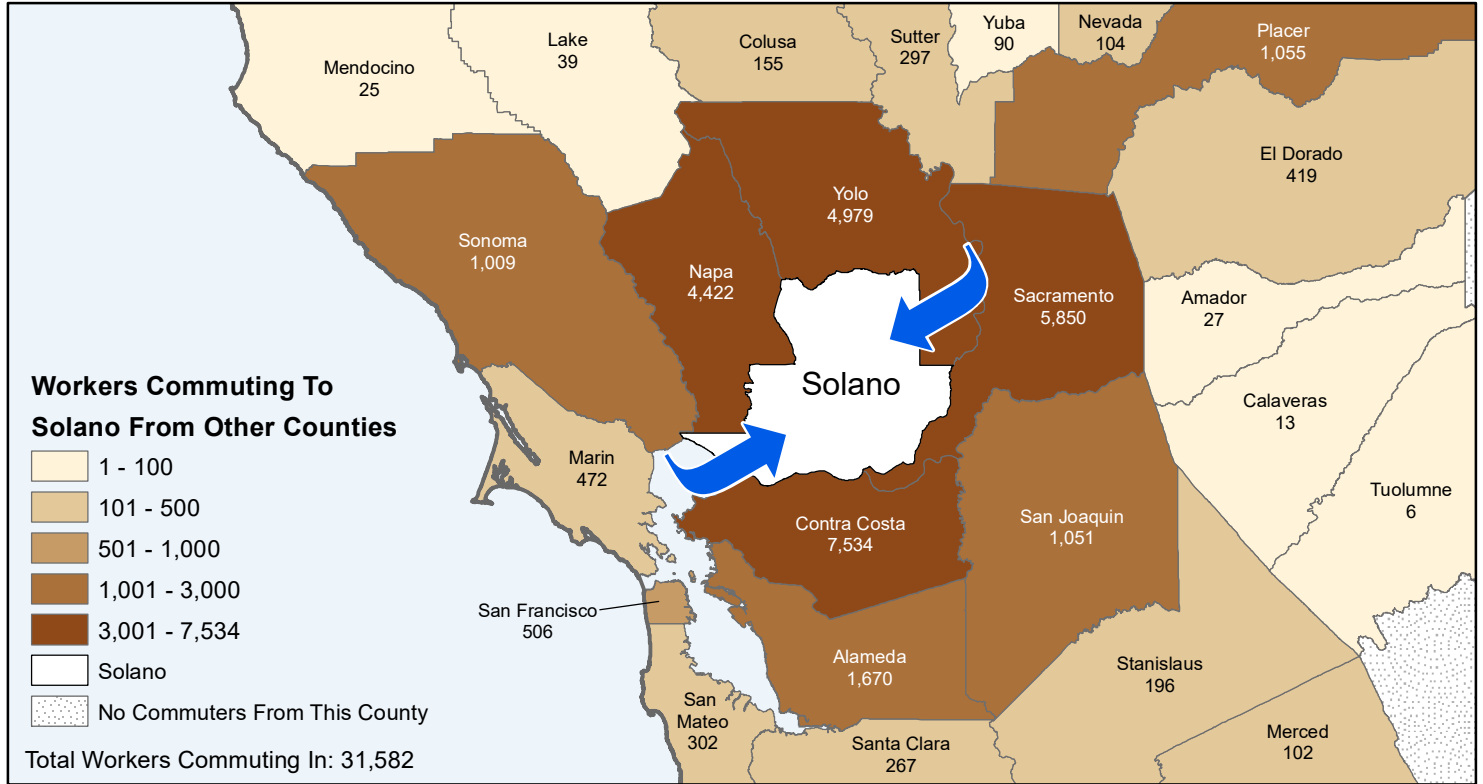 Mendocino
25
Lake
39
Colusa
155
Sutter
297
Yuba
90
Nevada
104
Placer
1,055
El Dorado
419
Sonoma
1,009
Napa
4,422
Yolo
4,979
Sacramento
5,850
Amador
27
Calaveras
13
Tuolumne
6
Solano
Marin
472
Contra Costa
7,534
San Joaquin
1,051
San Francisco
506
Alameda
1,670
Stanislaus
196
San
Mateo
302
Santa Clara
267
Merced
102
Workers Commuting To
Solano From Other Counties
1 - 100
101 - 500
501 - 1,000
1,001 - 3,000
3,001 - 7,534
Solano
No Commuters From This County
Total Workers Commuting In: 31,582